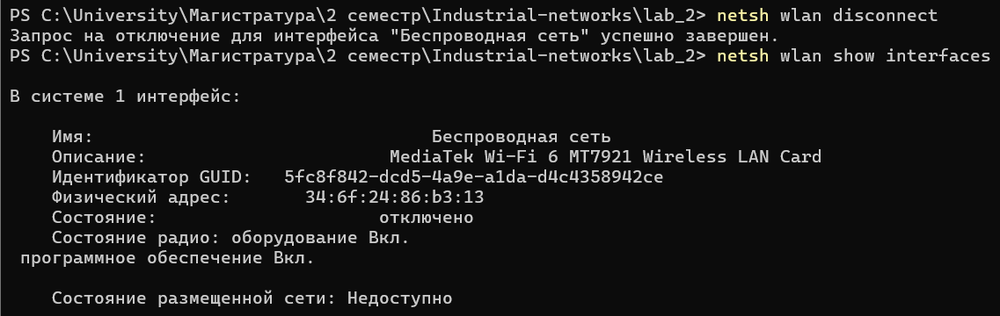 PS C:\University\Магистратура\2 семестр\Industrial-networks\lab_2> netsh wlan disconnect
Запрос на отключение для интерфейса "Беспроводная сеть" успешно завершен.
PS C:\University\Магистратура\2 семестр\Industrial-networks\lab_2> netsh wlan show interfaces
В системе 1 интерфейс:
Имя: Беспроводная сеть
Описание: MediaTek Wi-Fi 6 MT7921 Wireless LAN Card
Идентификатор GUID: 5fc8f842-dcd5-4a9e-a1da-d4c4358942ce
Физический адрес: 34:6f:24:86:b3:13
Состояние: отключено
Состояние радио: оборудование Вкл.
программное обеспечение Вкл.
Состояние размещенной сети: Недоступно